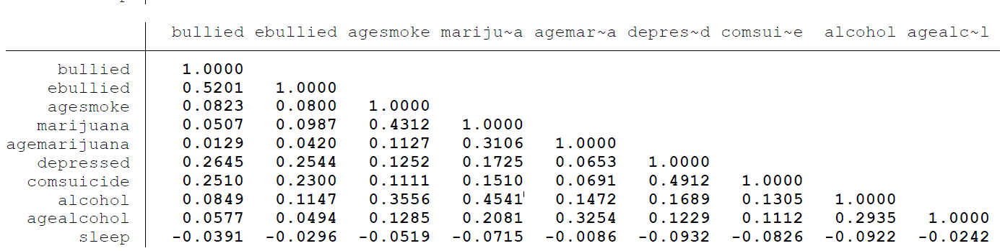 bullied ebullied agesmoke mariju~a agemar~a depres~d comsui~e alcohol agealc~l
bullied 1.0000
ebullied 0.5201 1.0000
agesmoke 0.0823 0.0800 1.0000
marijuana 0.0507 0.0987 0.4312 1.0000
agemarijuana 0.0129 0.0420 0.1127 0.3106 1.0000
depressed 0.2645 0.2544 0.1252 0.1725 0.0653 1.0000
comsuicide 0.2510 0.2300 0.1111 0.1510 0.0691 0.4912 1.0000
alcohol 0.0849 0.1147 0.3556 0.4541 0.1472 0.1689 0.1305 1.0000
agealcohol 0.0577 0.0494 0.1285 0.2081 0.3254 0.1229 0.1112 0.2935 1.0000
sleep -0.0391 -0.0296 -0.0519 -0.0715 -0.0086 -0.0932 -0.0826 -0.0922 -0.0242